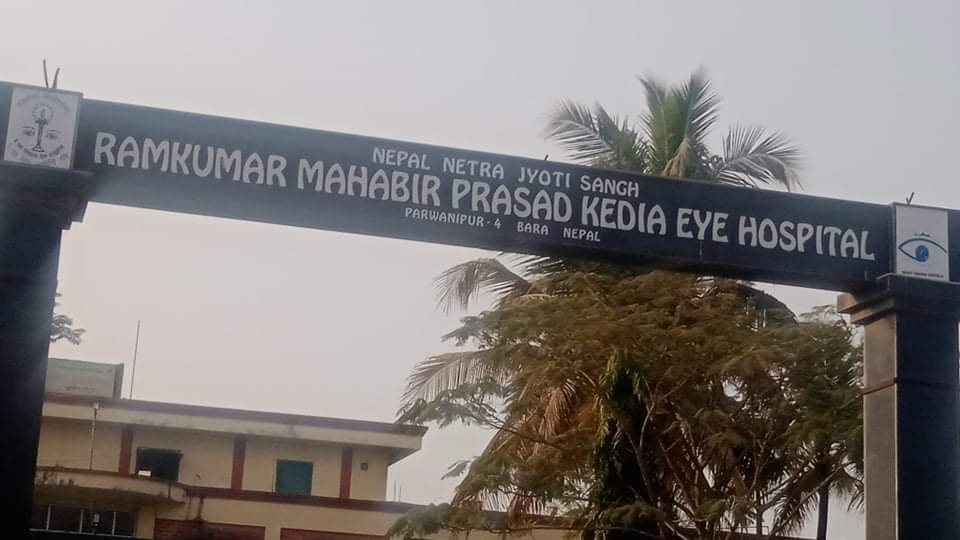 NEPAL NETRA JYOTI SANGH
RAMKUMAR MAHABIR PRASAD KEDIA EYE HOSPITAL
PARWANIPUR-4 BARA NEPAL